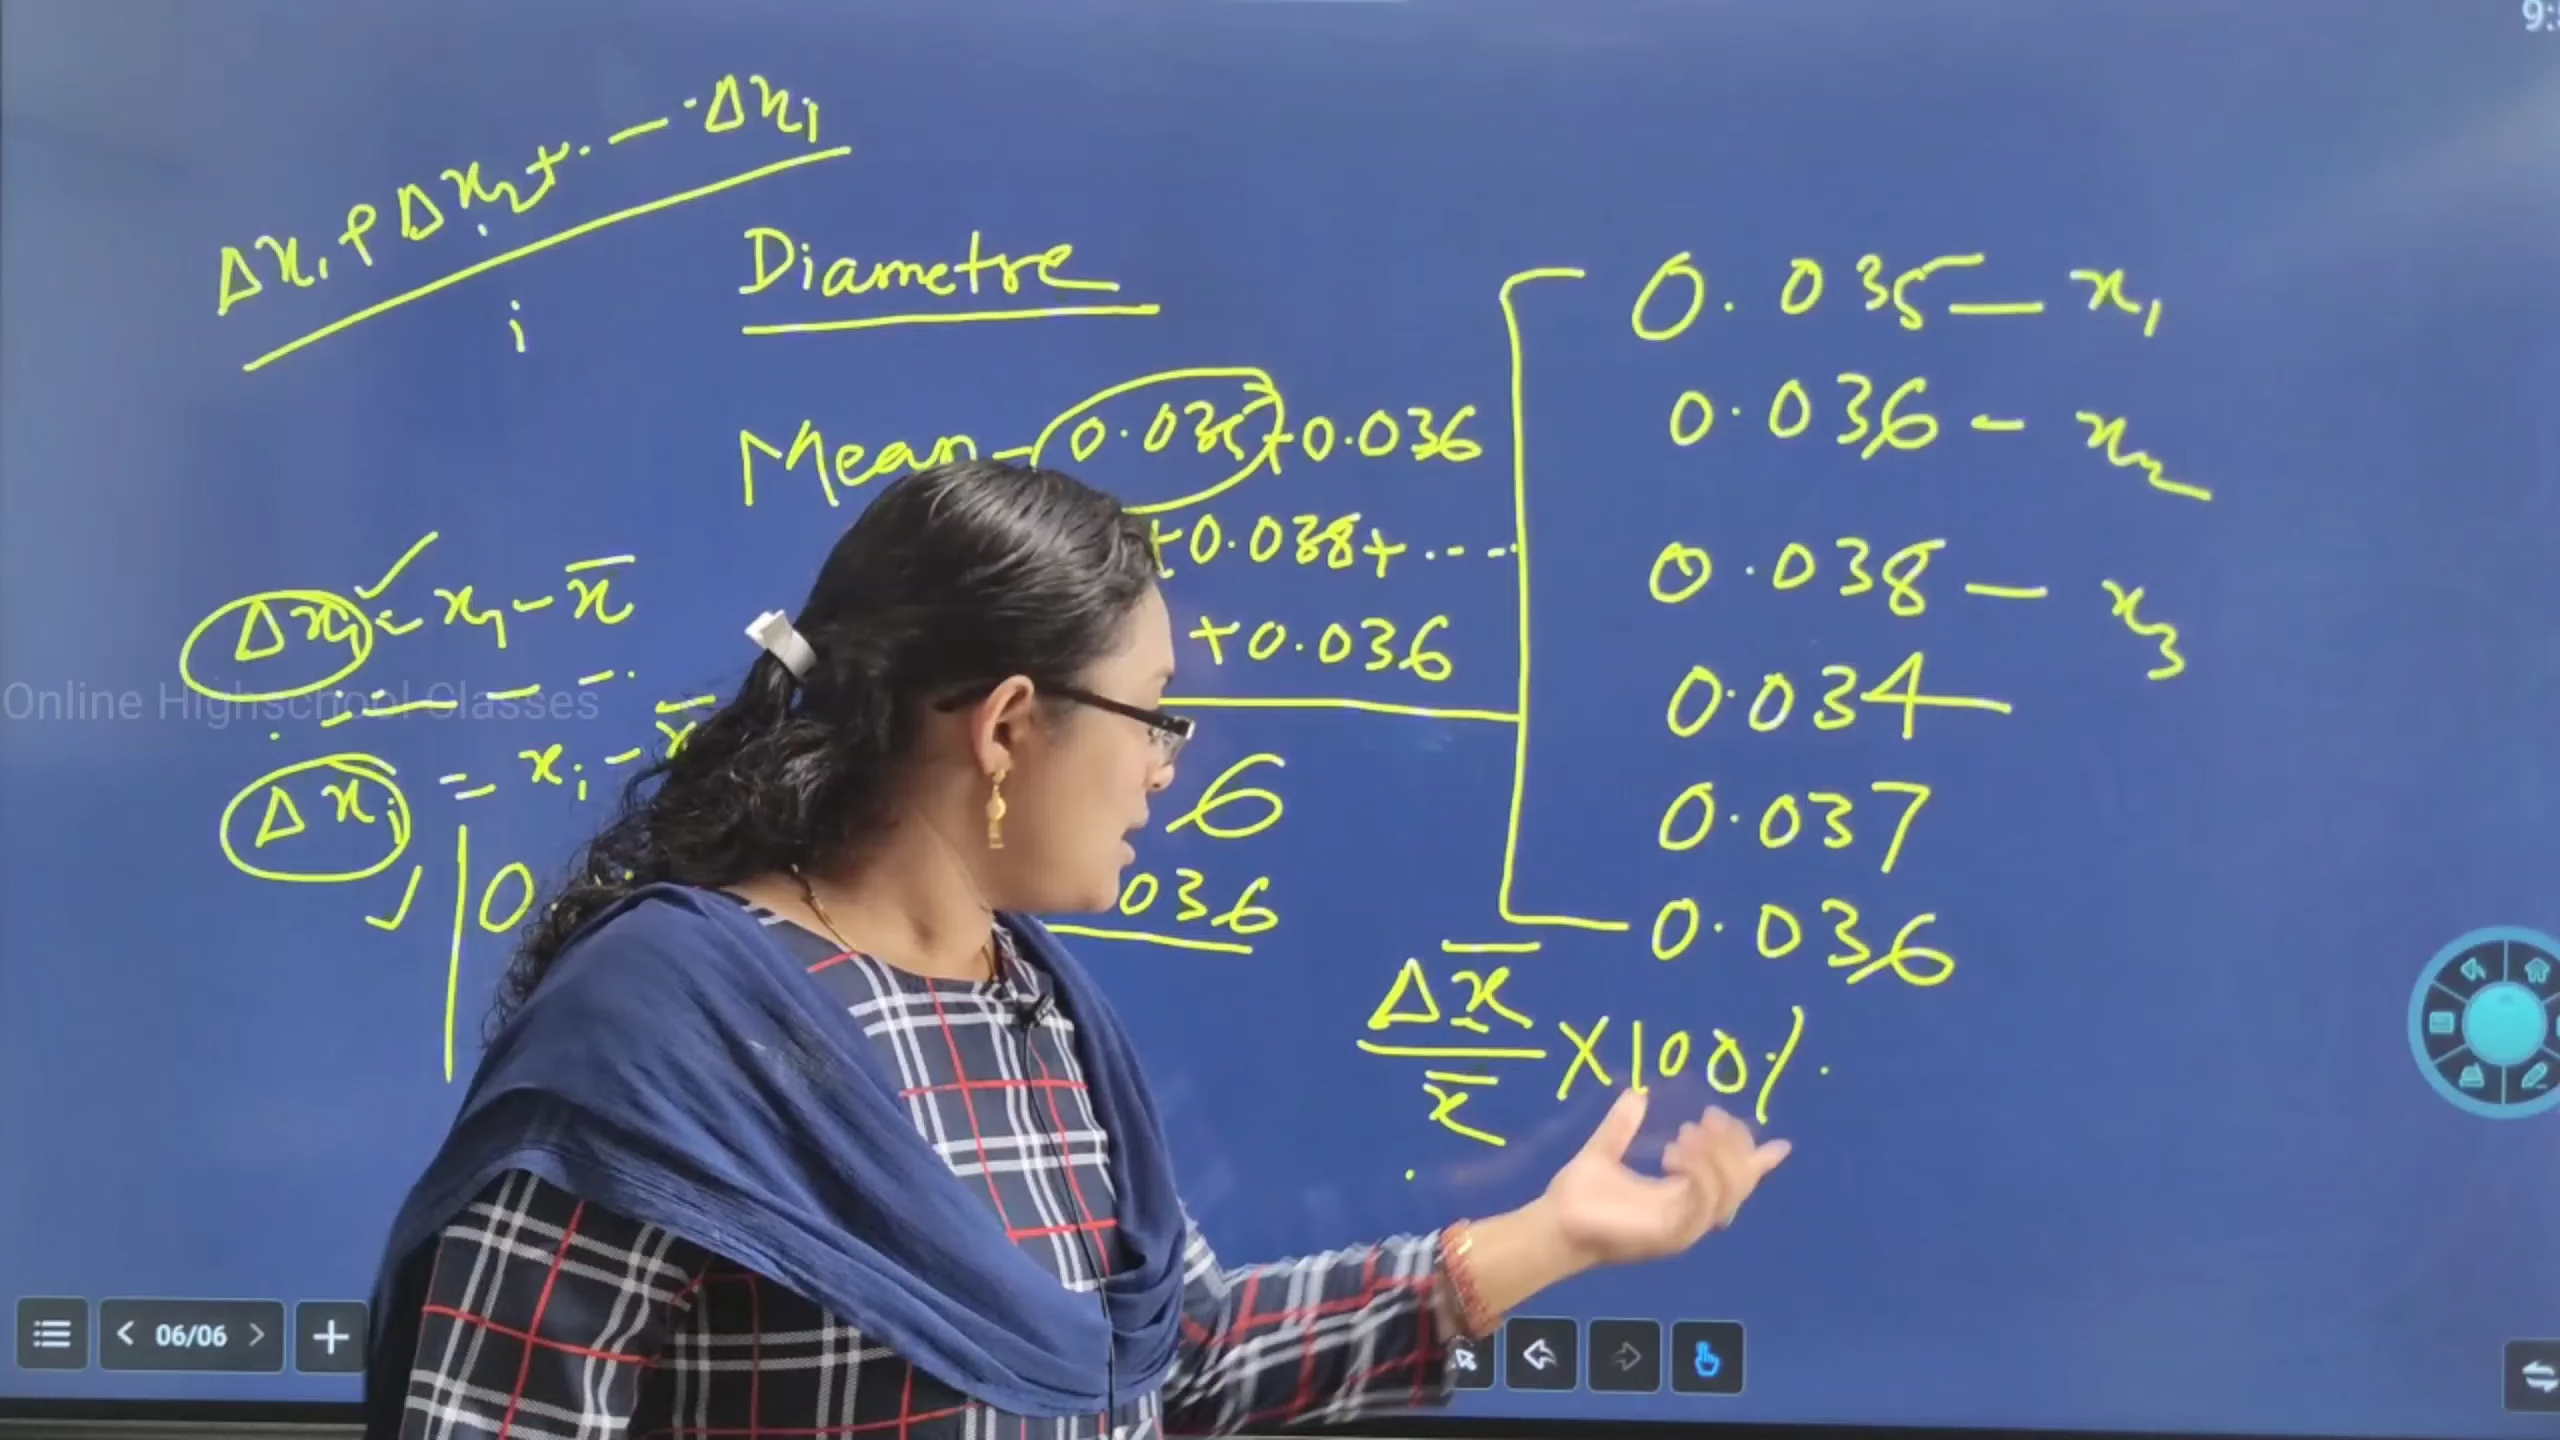 9:
Δx₁ + Δx₂ + ... — Δxᵢ
i
Diametre
Mean - 0.035 + 0.036
+ 0.038 + ....
+ 0.036
6
036
Δx₁ = x₁ - x̄
Δxᵢ = xᵢ - x̄
|0
0.035 — x₁
0.036 - x₂
0.038 — x₃
0.034 —
0.037
0.036
Δx̄
x̄
X 100%
Online Highschool Classes
06/06